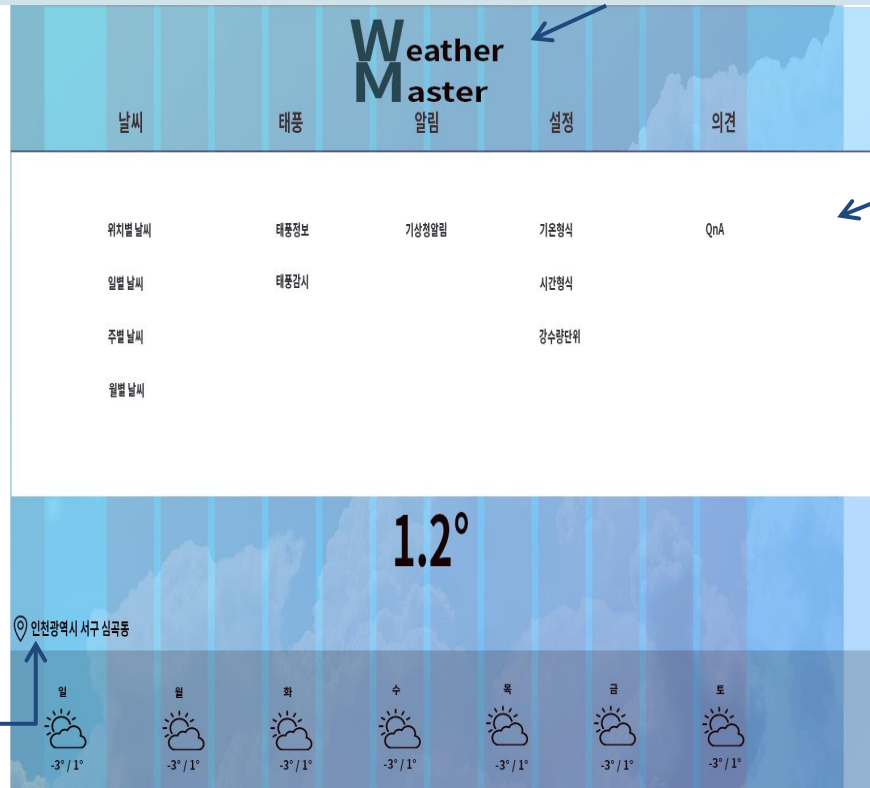 Weather
Master
날씨 태풍 알림 설정 의견
위치별 날씨 태풍정보 기상청알림 기온형식 QnA
일별 날씨 태풍감시 시간형식
주별 날씨 강수량단위
월별 날씨
1.2°
인천광역시 서구 심곡동
일 월 화 수 목 금 토
-3° / 1° -3° / 1° -3° / 1° -3° / 1° -3° / 1° -3° / 1° -3° / 1°